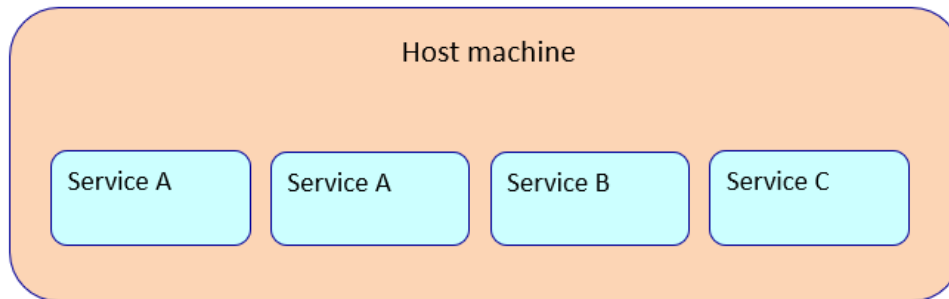 Host machine
Service A
Service A
Service B
Service C